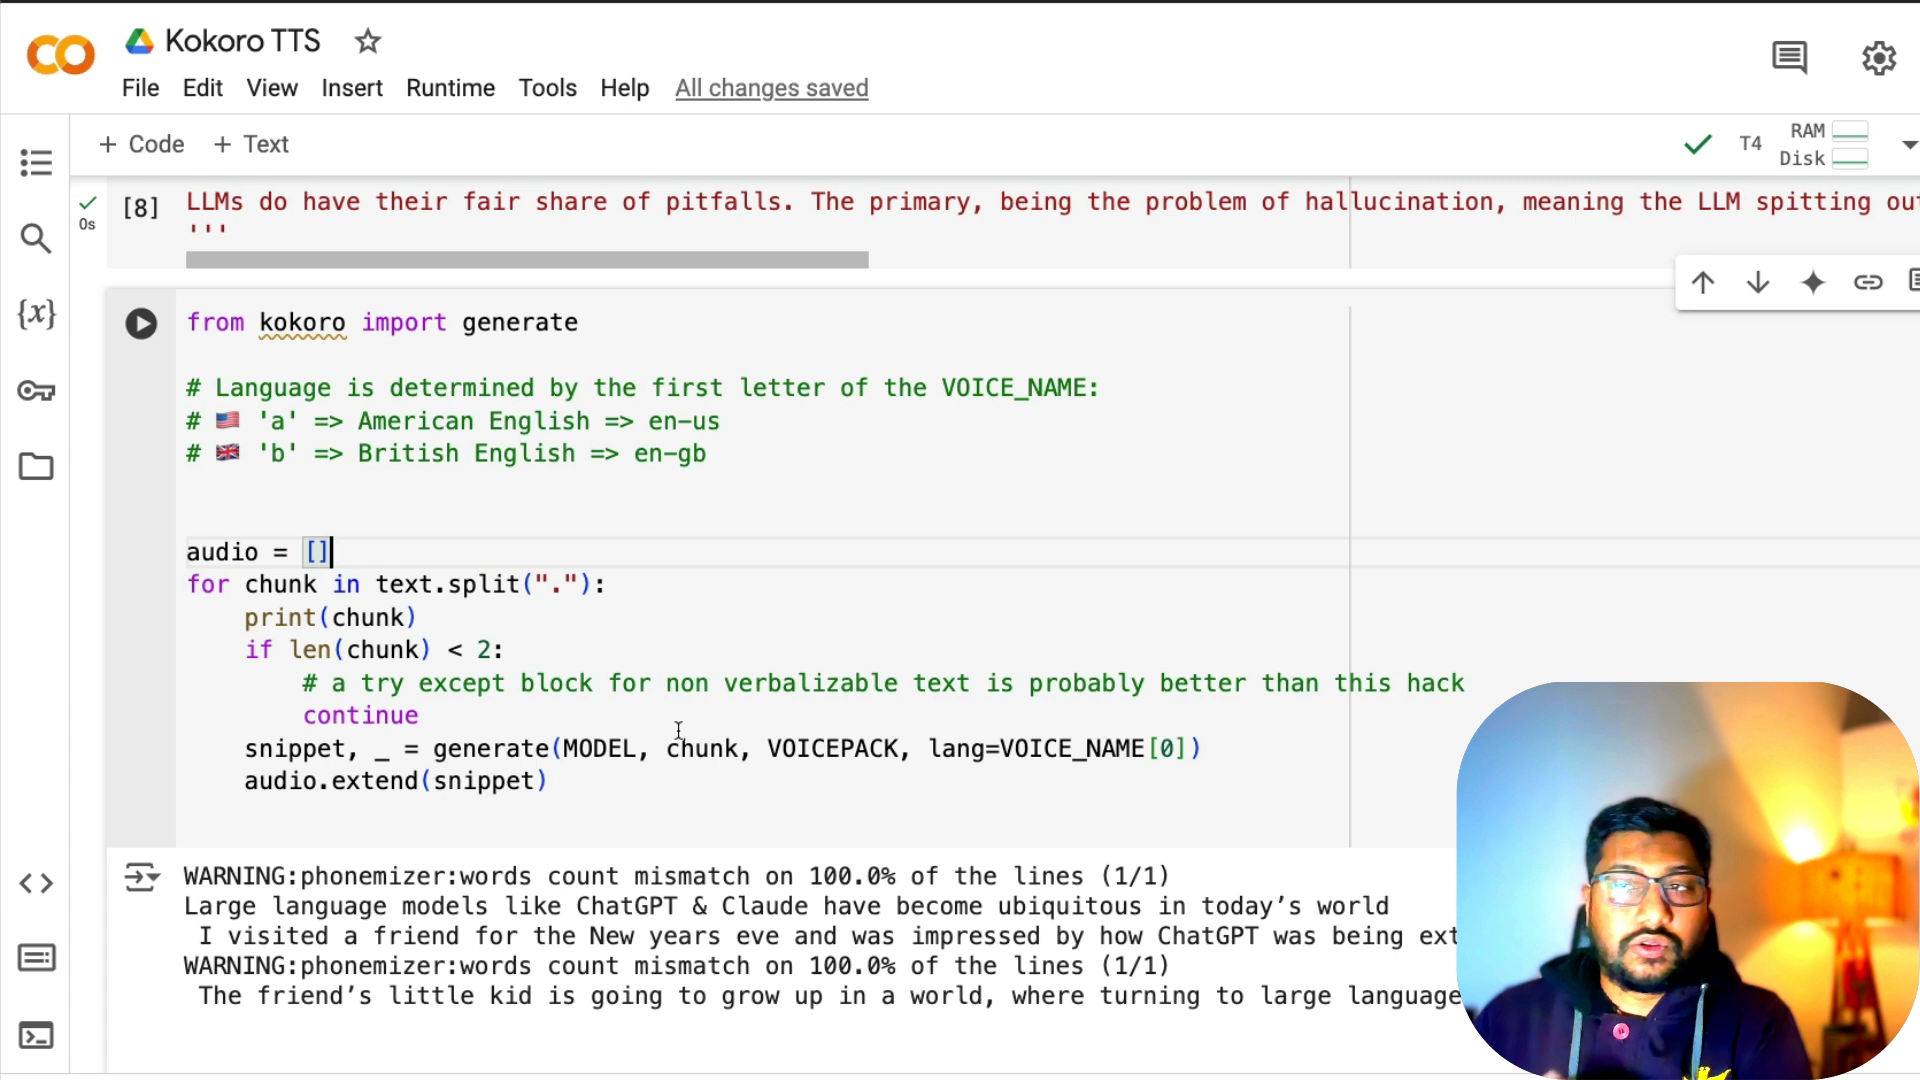 Kokoro TTS
File Edit View Insert Runtime Tools Help All changes saved
+ Code + Text
T4
RAM
Disk
0s
[8]
LLMs do have their fair share of pitfalls. The primary, being the problem of hallucination, meaning the LLM spitting out
'''
{x}
from kokoro import generate
# Language is determined by the first letter of the VOICE_NAME:
# 🇺🇸 'a' => American English => en-us
# 🇬🇧 'b' => British English => en-gb
audio = []
for chunk in text.split("."):
    print(chunk)
    if len(chunk) < 2:
        # a try except block for non verbalizable text is probably better than this hack
        continue
    snippet, _ = generate(MODEL, chunk, VOICEPACK, lang=VOICE_NAME[0])
    audio.extend(snippet)
WARNING:phonemizer:words count mismatch on 100.0% of the lines (1/1)
Large language models like ChatGPT & Claude have become ubiquitous in today’s world
 I visited a friend for the New years eve and was impressed by how ChatGPT was being ext
WARNING:phonemizer:words count mismatch on 100.0% of the lines (1/1)
 The friend’s little kid is going to grow up in a world, where turning to large language